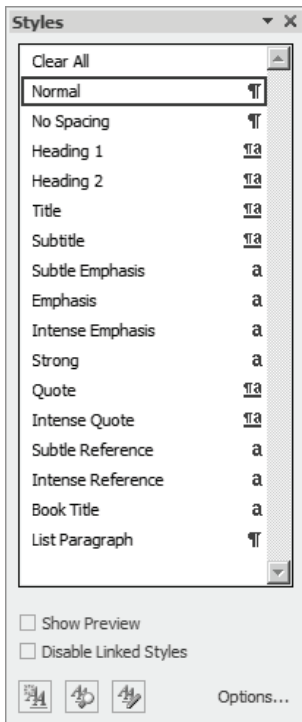 Styles
Clear All
Normal ¶
No Spacing ¶
Heading 1 ¶a
Heading 2 ¶a
Title ¶a
Subtitle ¶a
Subtle Emphasis a
Emphasis a
Intense Emphasis a
Strong a
Quote ¶a
Intense Quote ¶a
Subtle Reference a
Intense Reference a
Book Title a
List Paragraph ¶
Show Preview
Disable Linked Styles
Options...